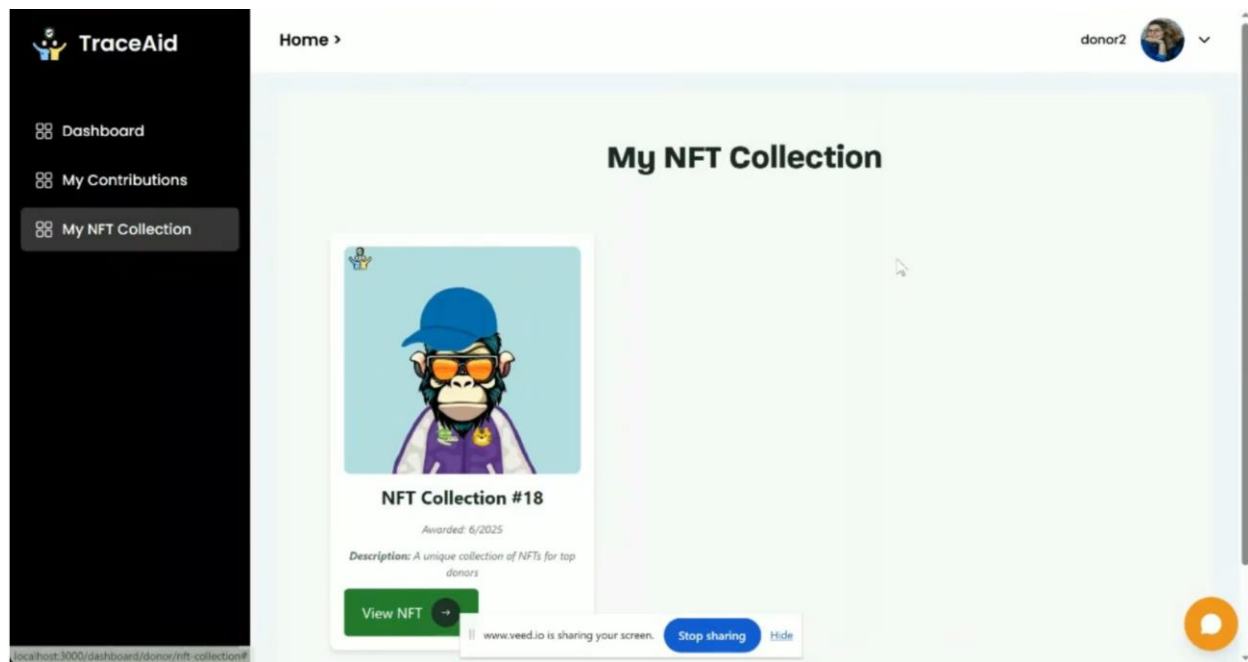 TraceAid
Home >
donor2
Dashboard
My Contributions
My NFT Collection
My NFT Collection
NFT Collection #18
Awarded: 6/2025
Description: A unique collection of NFTs for top
donors
View NFT →
www.veed.io is sharing your screen.
Stop sharing
Hide
localhost:3000/dashboard/donor/nft-collection#